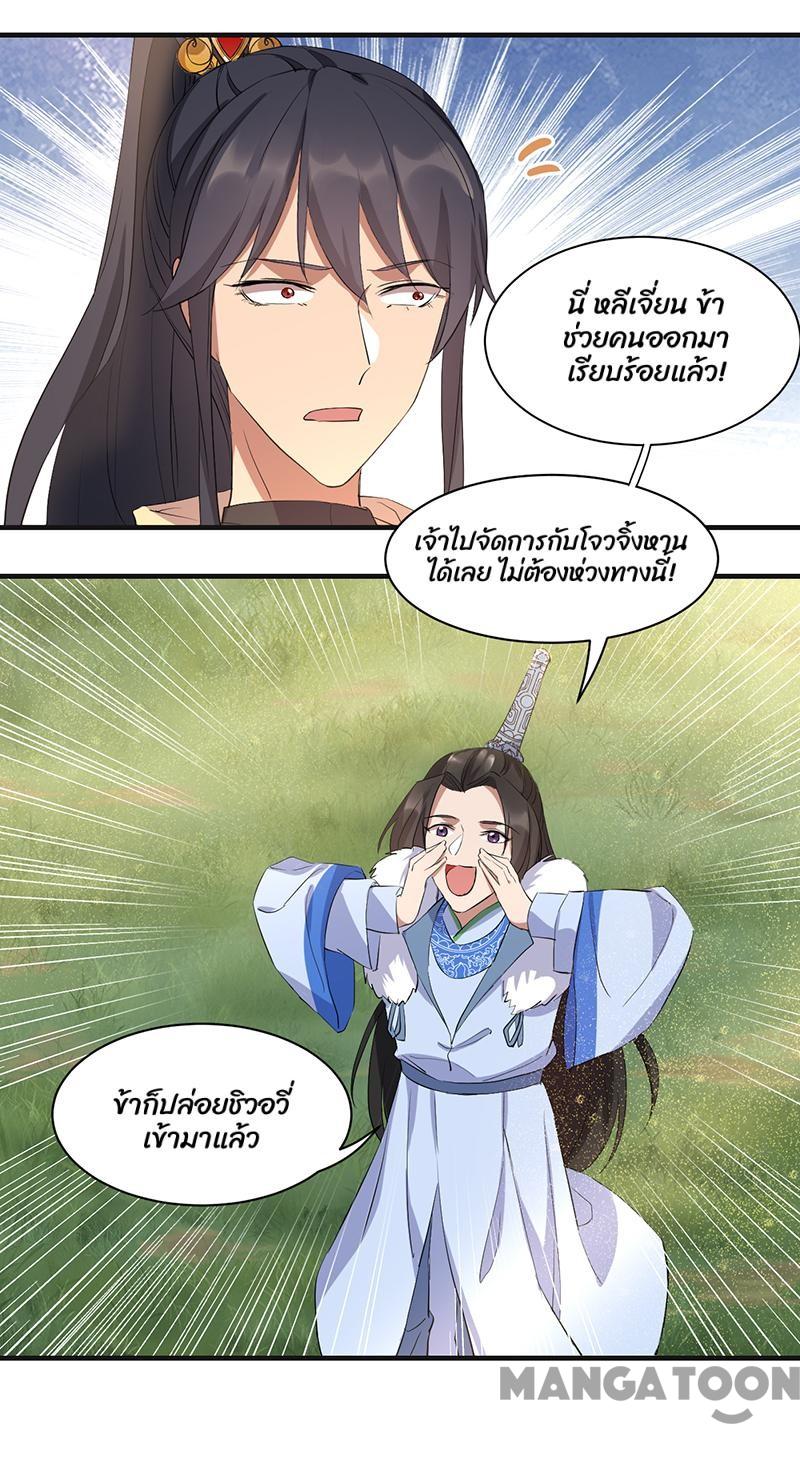 นี่ หลีเจี่ยน ข้า
ช่วยคนออกมา
เรียบร้อยแล้ว!
เจ้าไปจัดการกับโจวจิ้งหาน
ได้เลย ไม่ต้องห่วงทางนี้!
ข้าก็ปล่อยชิวอวี่
เข้ามาแล้ว
MANGATOON